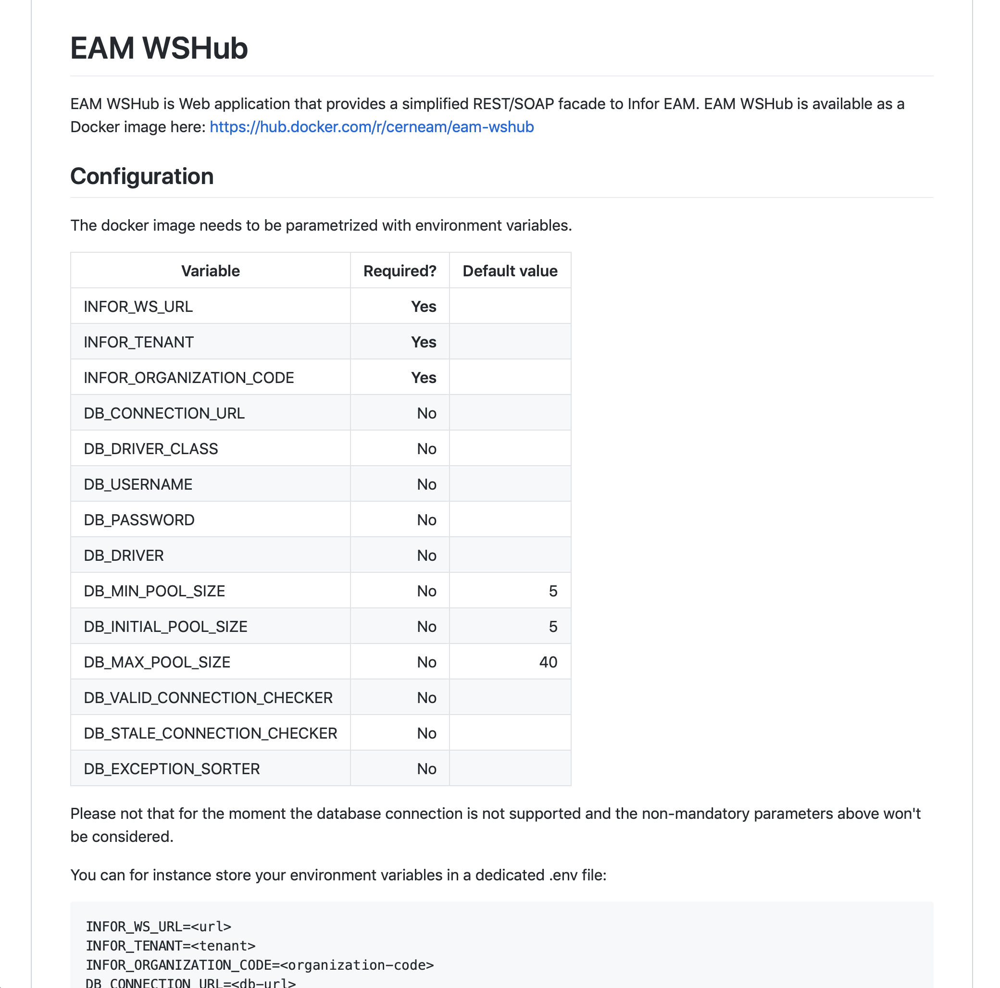 EAM WSHub
EAM WSHub is Web application that provides a simplified REST/SOAP facade to Infor EAM. EAM WSHub is available as a
Docker image here: https://hub.docker.com/r/cerneam/eam-wshub
Configuration
The docker image needs to be parametrized with environment variables.
Variable Required? Default value
INFOR_WS_URL Yes
INFOR_TENANT Yes
INFOR_ORGANIZATION_CODE Yes
DB_CONNECTION_URL No
DB_DRIVER_CLASS No
DB_USERNAME No
DB_PASSWORD No
DB_DRIVER No
DB_MIN_POOL_SIZE No 5
DB_INITIAL_POOL_SIZE No 5
DB_MAX_POOL_SIZE No 40
DB_VALID_CONNECTION_CHECKER No
DB_STALE_CONNECTION_CHECKER No
DB_EXCEPTION_SORTER No
Please not that for the moment the database connection is not supported and the non-mandatory parameters above won't
be considered.
You can for instance store your environment variables in a dedicated .env file:
INFOR_WS_URL=<url>
INFOR_TENANT=<tenant>
INFOR_ORGANIZATION_CODE=<organization-code>
DB_CONNECTION_URL=<db-url>